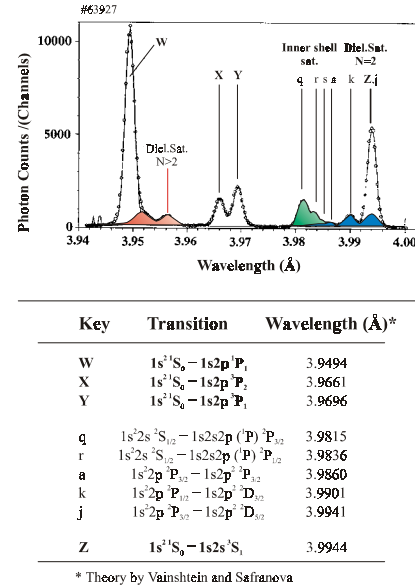 #63927
10000
5000
0
Photon Counts /(Channels)
W
X Y
Diel.Sat.
N>2
Inner shell
sat.
Diel.Sat.
N=2
q r s a k Z,j
3.94 3.95 3.96 3.97 3.98 3.99 4.00
Wavelength (Å)
Key Transition Wavelength (Å)*
W 1s² ¹S₀ – 1s2p ¹P₁ 3.9494
X 1s² ¹S₀ – 1s2p ³P₂ 3.9661
Y 1s² ¹S₀ – 1s2p ³P₁ 3.9696
q 1s²2s ²S₁/₂ – 1s2s2p (¹P) ²P₃/₂ 3.9815
r 1s²2s ²S₁/₂ – 1s2s2p (¹P) ²P₁/₂ 3.9836
a 1s²2p ²P₃/₂ – 1s2p² ²P₃/₂ 3.9860
k 1s²2p ²P₁/₂ – 1s2p² ²D₃/₂ 3.9901
j 1s²2p ²P₃/₂ – 1s2p² ²D₅/₂ 3.9941
Z 1s² ¹S₀ – 1s2s ³S₁ 3.9944
* Theory by Vainshtein and Safranova